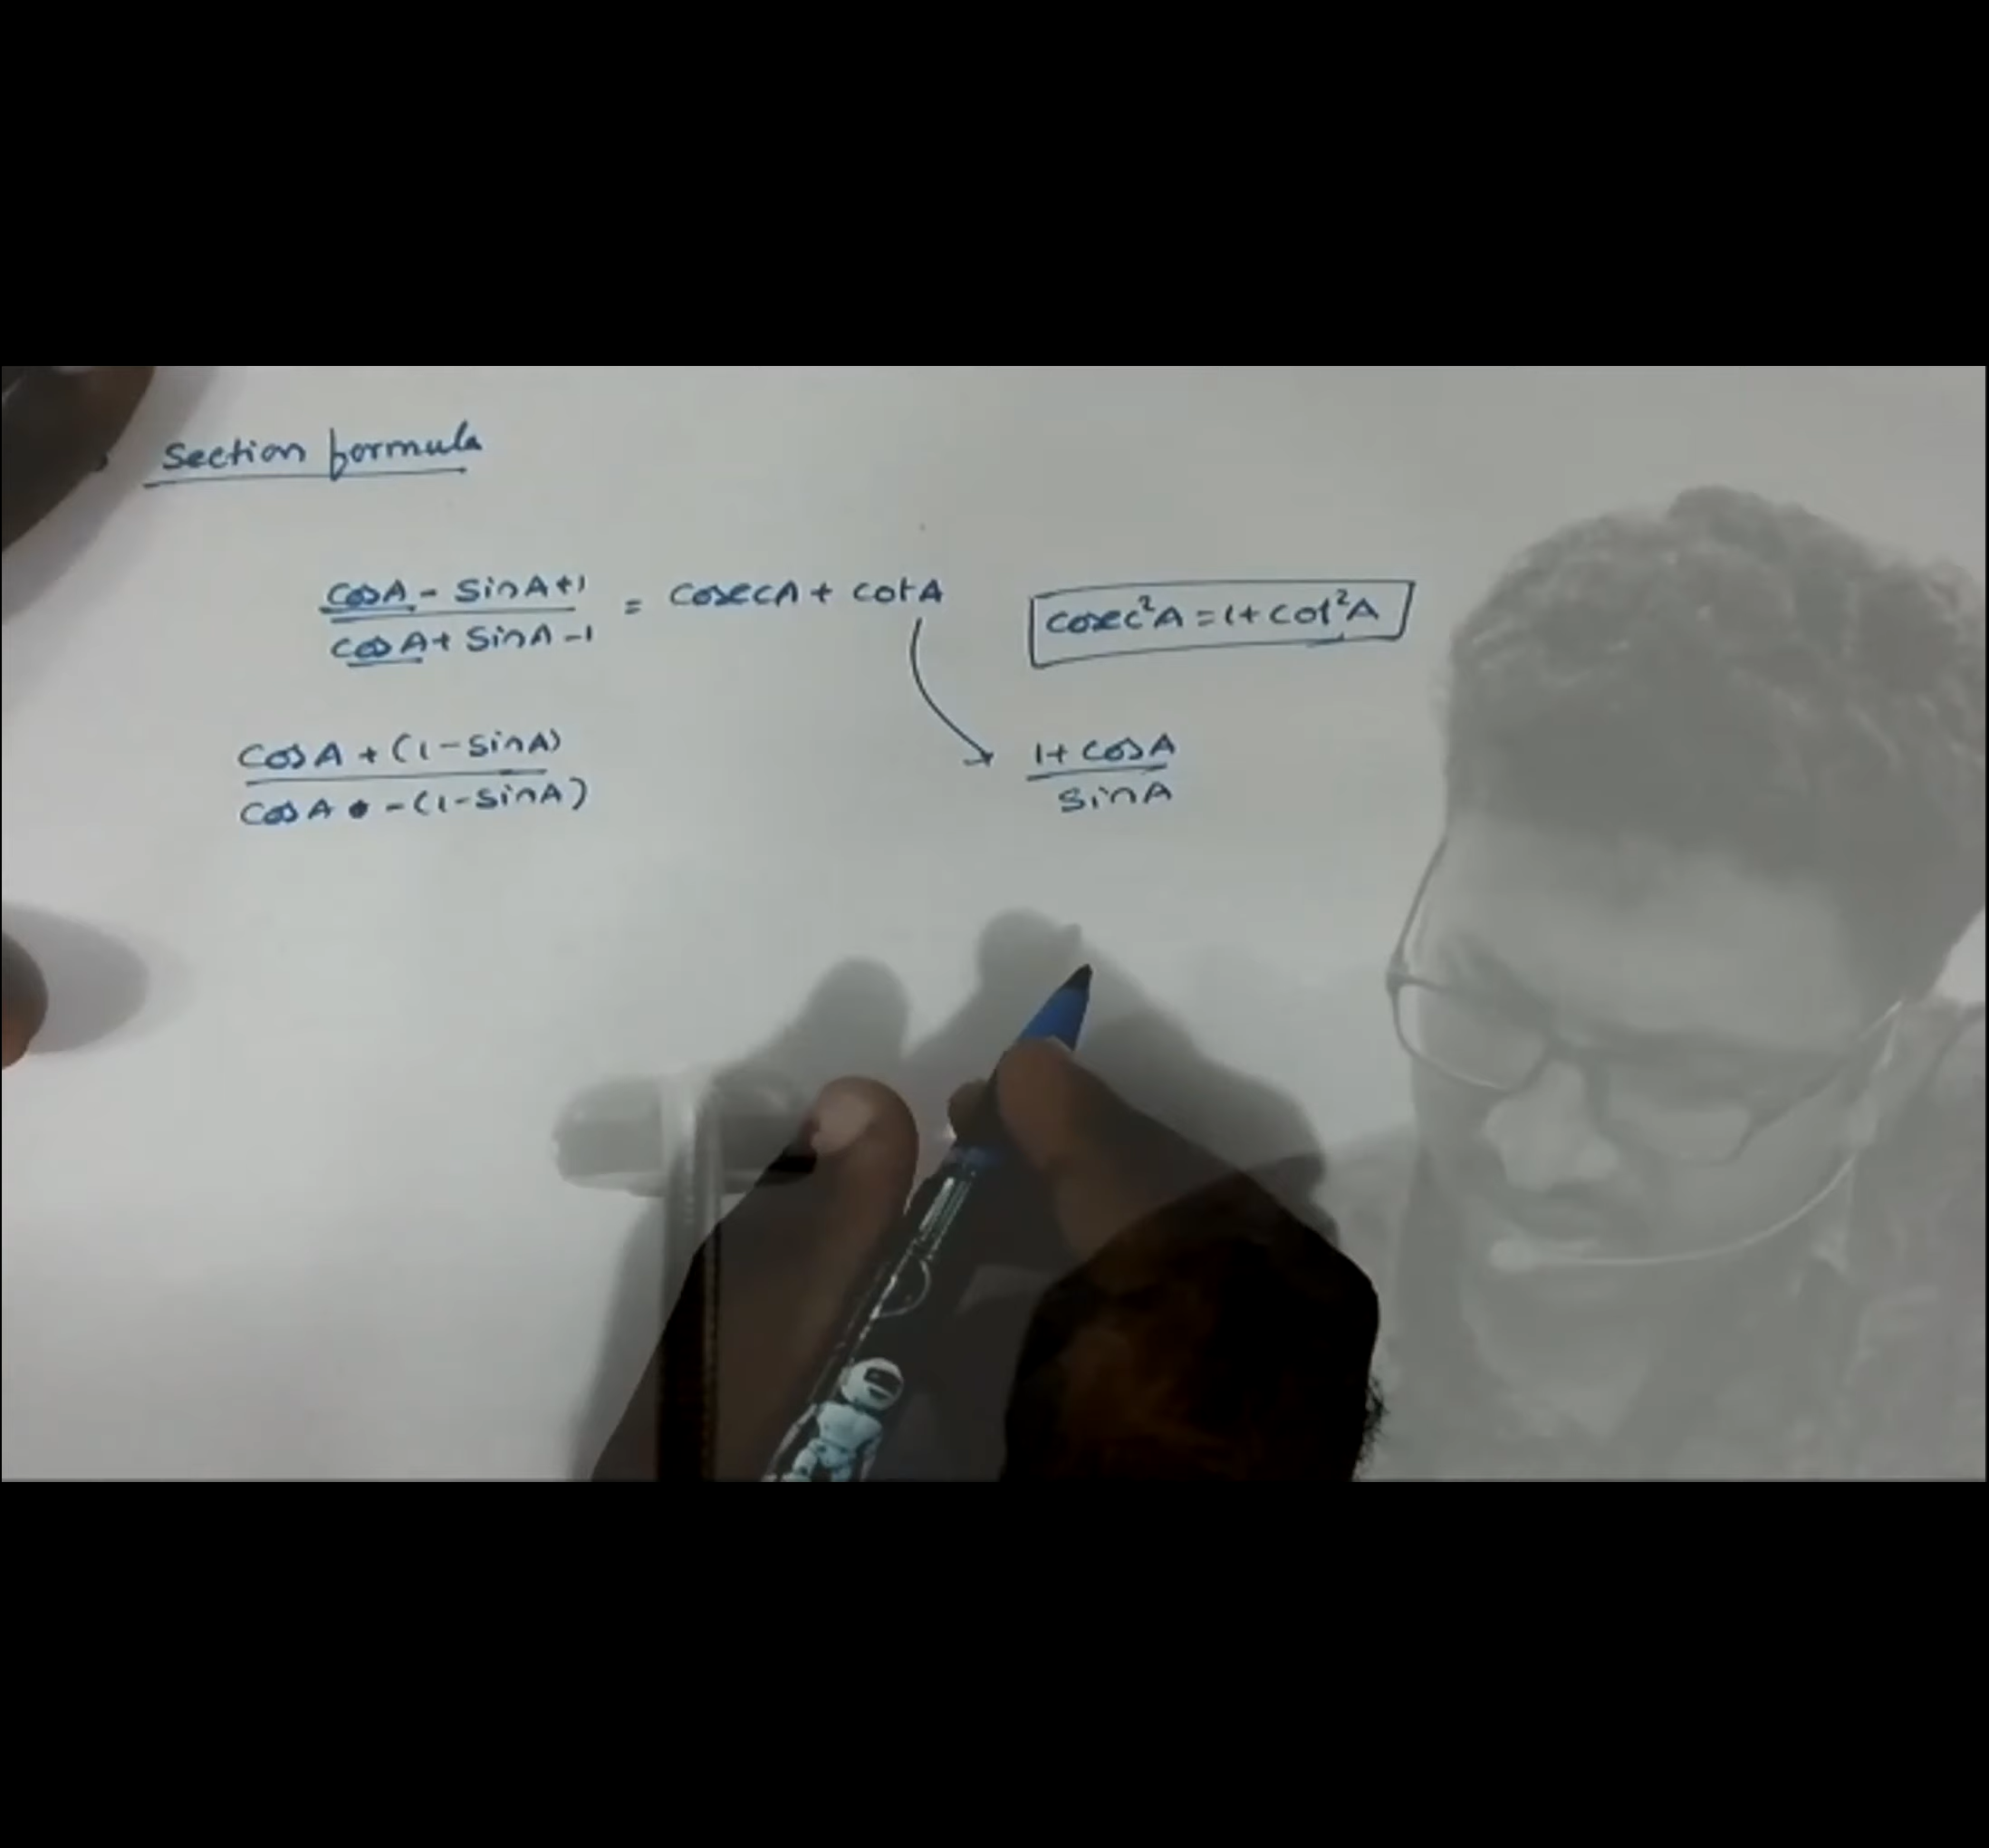 Section formula
cosA - sinA+1 / cosA + sinA -1 = cosecA + cotA
cosec²A = 1 + cot²A
cosA + (1-sinA) / cosA - (1-sinA)
1+ cosA / sinA